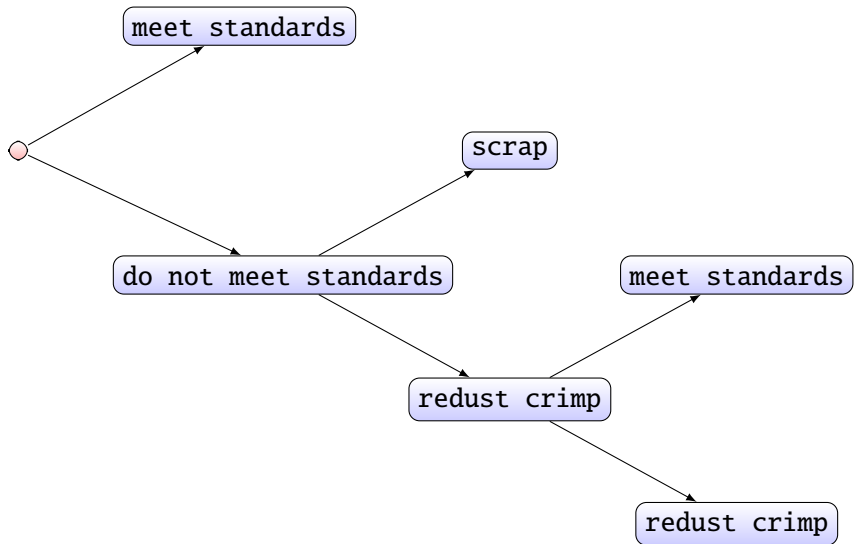 meet standards
scrap
do not meet standards
meet standards
redust crimp
redust crimp